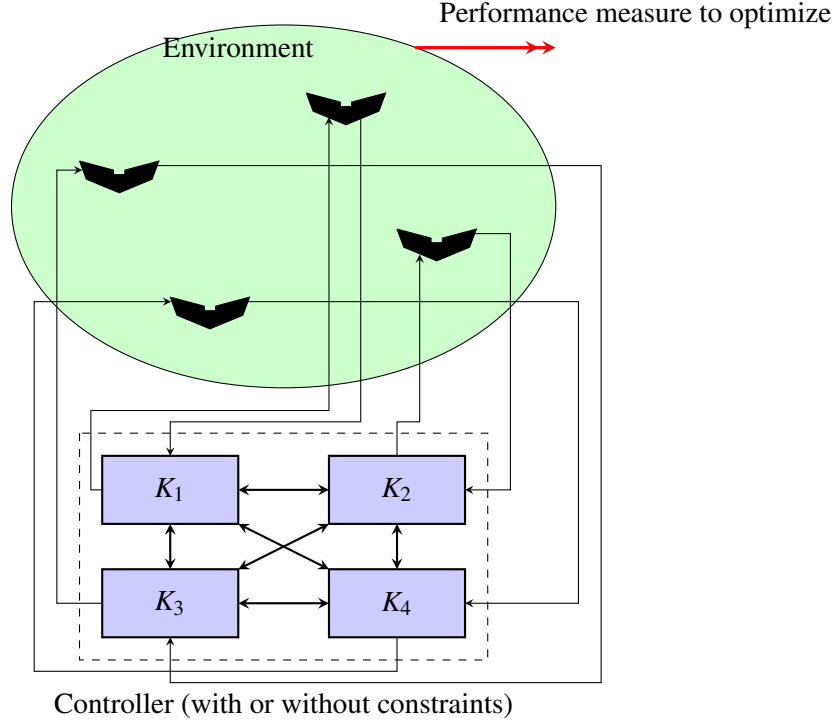 Performance measure to optimize
Environment
K1
K2
K3
K4
Controller (with or without constraints)